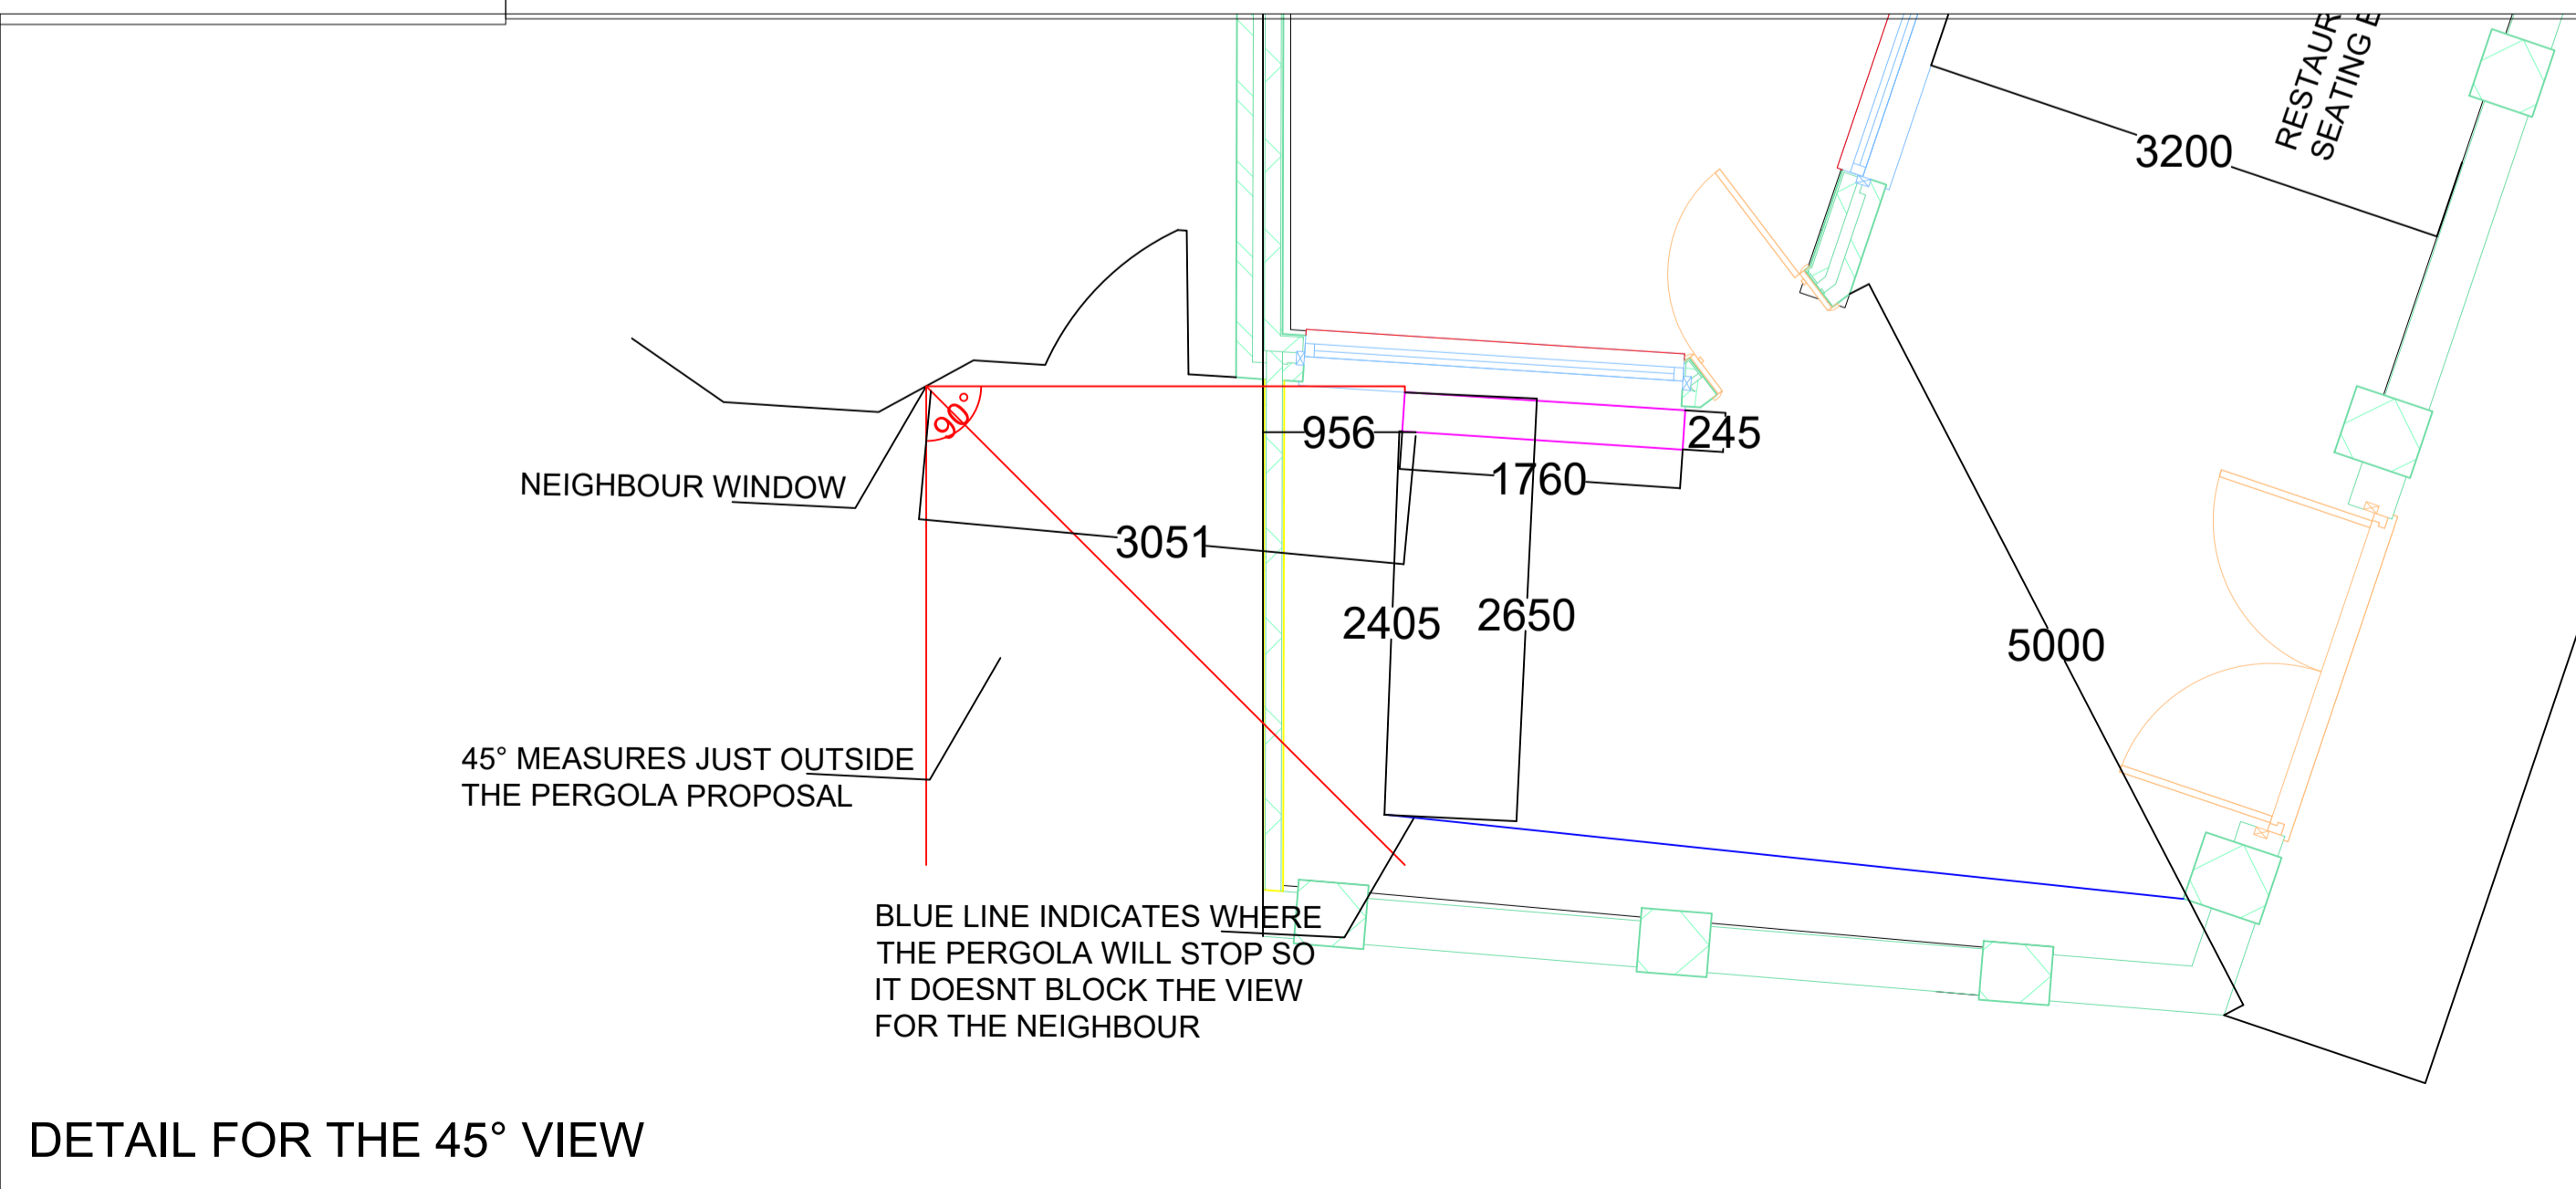 RESTAUR
SEATING
3200
90°
956
245
NEIGHBOUR WINDOW
1760
3051
2405
2650
5000
45° MEASURES JUST OUTSIDE
THE PERGOLA PROPOSAL
BLUE LINE INDICATES WHERE
THE PERGOLA WILL STOP SO
IT DOESNT BLOCK THE VIEW
FOR THE NEIGHBOUR
DETAIL FOR THE 45° VIEW